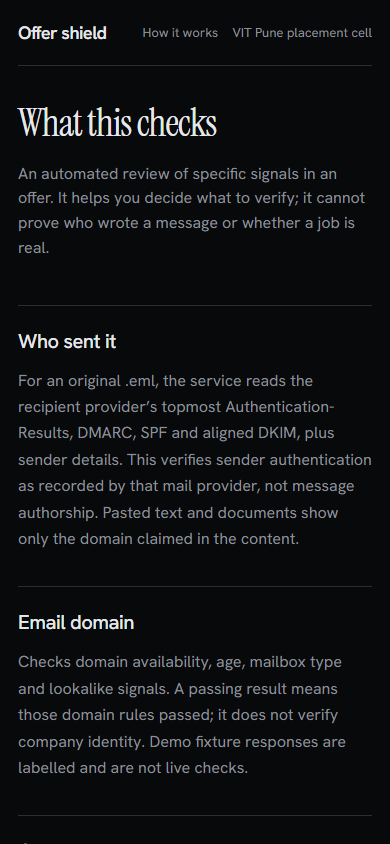 Offer shield
How it works
VIT Pune placement cell
What this checks
An automated review of specific signals in an
offer. It helps you decide what to verify; it cannot
prove who wrote a message or whether a job is
real.
Who sent it
For an original .eml, the service reads the
recipient provider’s topmost Authentication-
Results, DMARC, SPF and aligned DKIM, plus
sender details. This verifies sender authentication
as recorded by that mail provider, not message
authorship. Pasted text and documents show
only the domain claimed in the content.
Email domain
Checks domain availability, age, mailbox type
and lookalike signals. A passing result means
those domain rules passed; it does not verify
company identity. Demo fixture responses are
labelled and are not live checks.